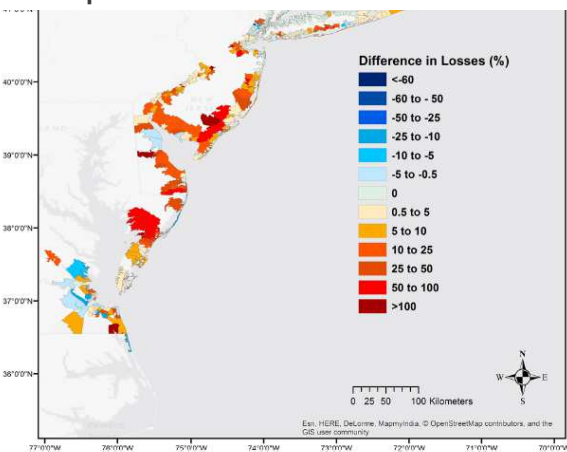 40°0'0"N
39°0'0"N
38°0'0"N
37°0'0"N
36°0'0"N
Difference in Losses (%)
<-60
-60 to - 50
-50 to -25
-25 to -10
-10 to -5
-5 to -0.5
0
0.5 to 5
5 to 10
10 to 25
25 to 50
50 to 100
>100
N
W E
S
0 25 50 100 Kilometers
Esri, HERE, DeLorme, MapmyIndia, © OpenStreetMap contributors, and the
GIS user community
77°0'0"W 76°0'0"W 75°0'0"W 74°0'0"W 73°0'0"W 72°0'0"W 71°0'0"W 70°0'0"W